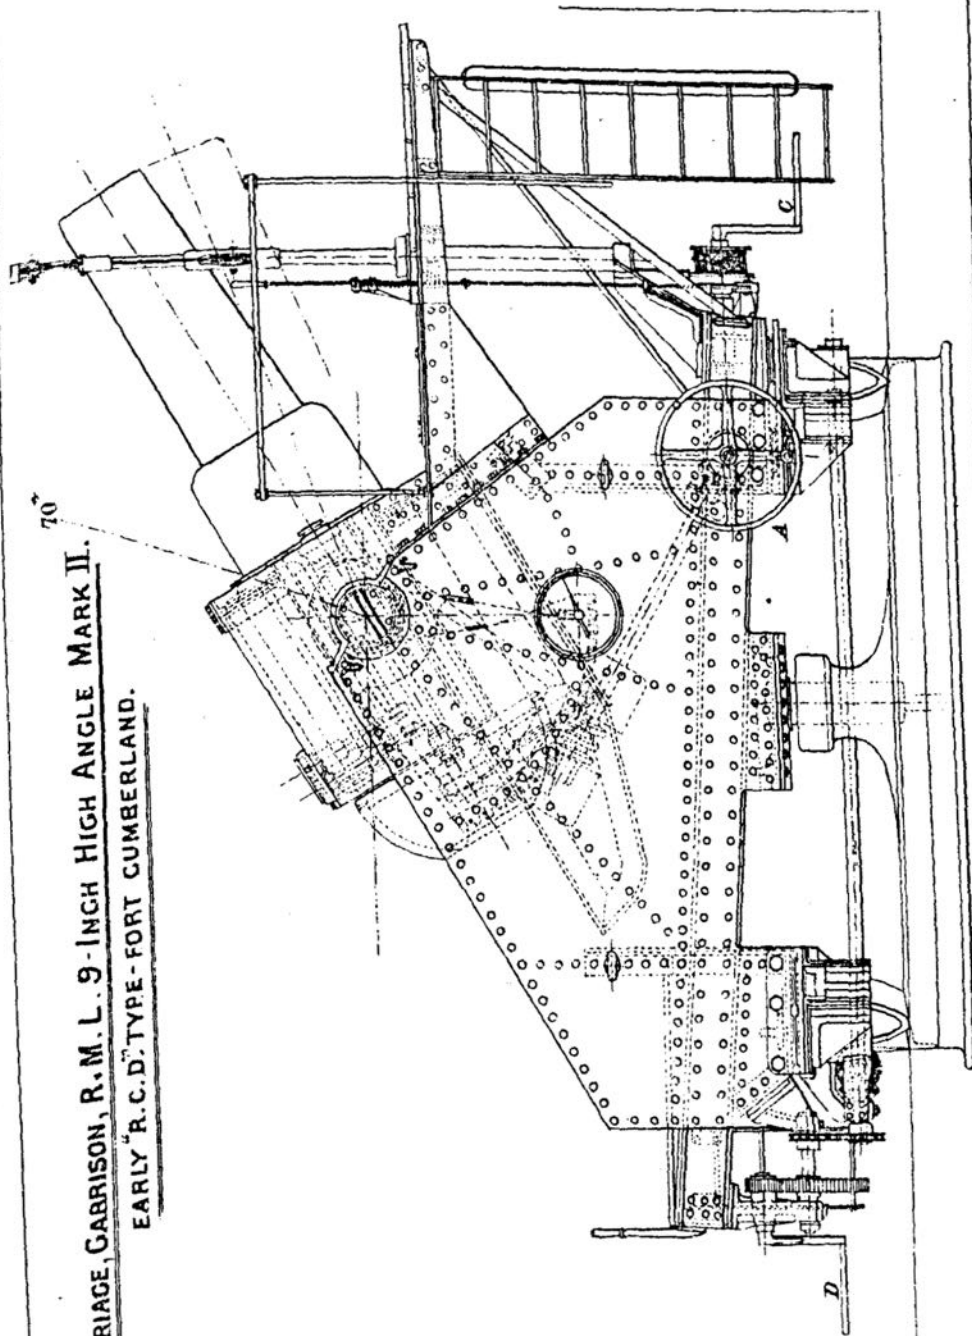 RIAGE, GARRISON, R. M. L. 9-INCH HIGH ANGLE MARK II.
EARLY "R. C. D." TYPE - FORT CUMBERLAND.
70°
A
C
D